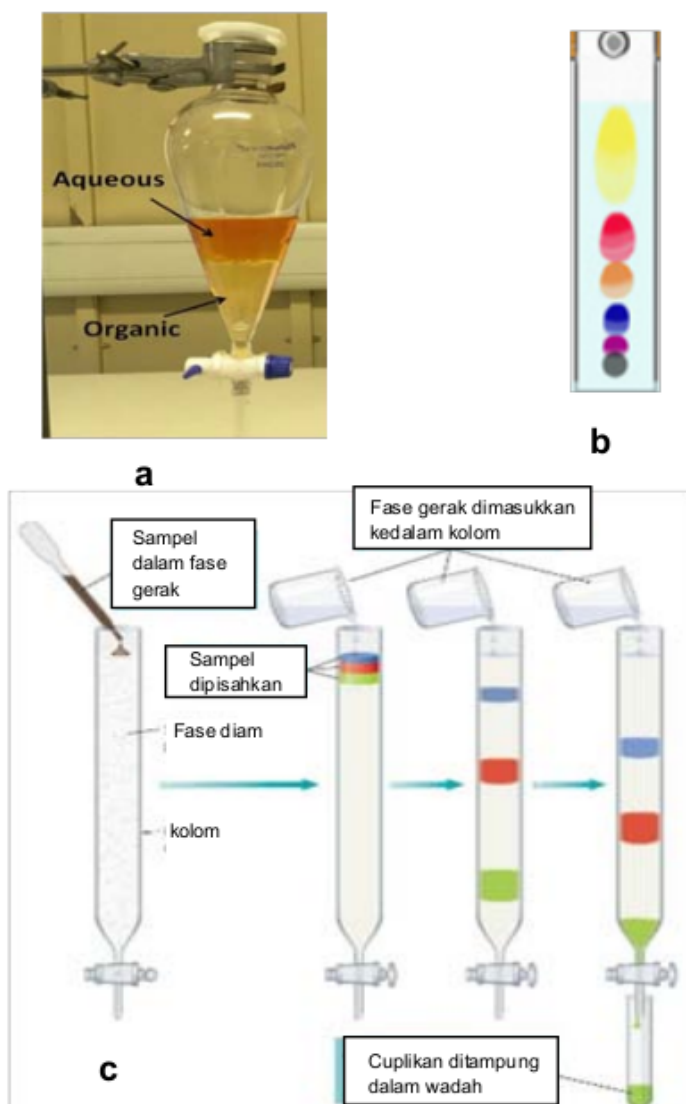 Aqueous
Organic
a
b
Sampel
dalam fase
gerak
Fase gerak dimasukkan
kedalam kolom
Sampel
dipisahkan
Fase diam
kolom
c
Cuplikan ditampung
dalam wadah